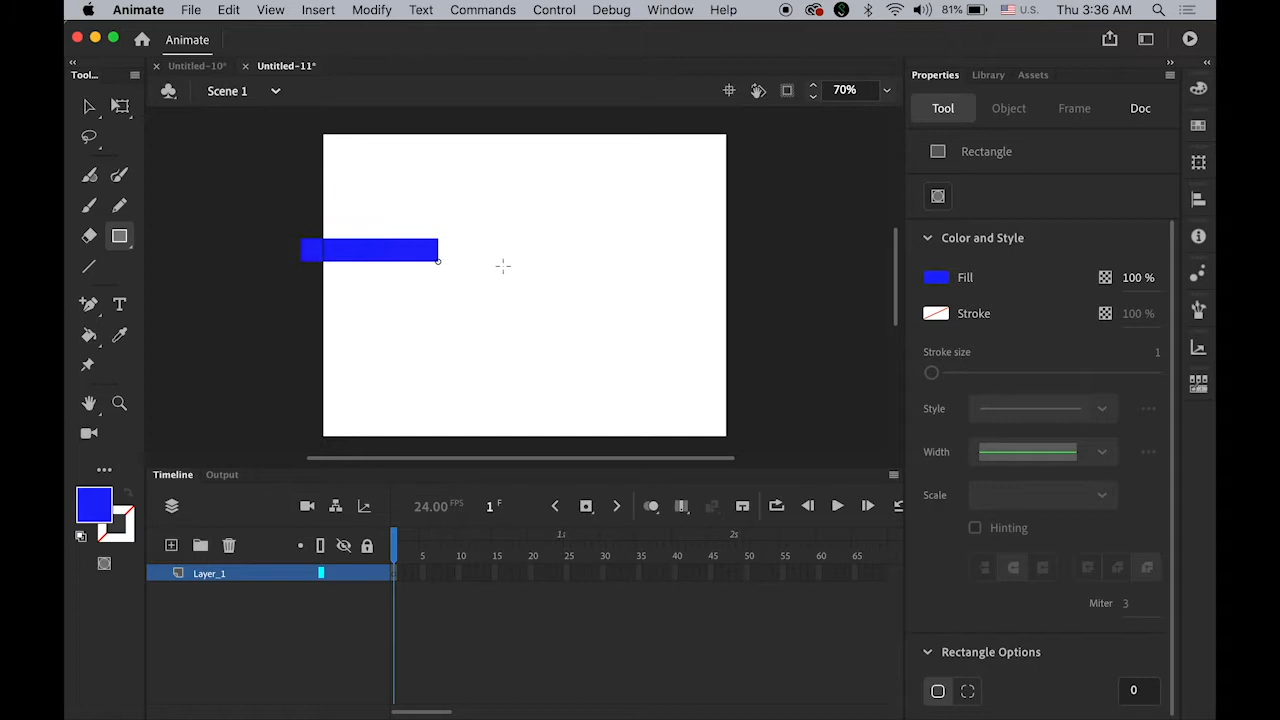 Animate File Edit View Insert Modify Text Commands Control Debug Window Help 81% U.S. Thu 3:36 AM
Animate
Tool... Untitled-10* Untitled-11* Properties Library Assets
Scene 1 70%
Tool Object Frame Doc
Rectangle
Color and Style
Fill 100 %
Stroke 100 %
Stroke size 1
Style
Width
Scale
Hinting
Miter 3
Rectangle Options
0
Timeline Output
24.00 FPS 1 F
1s 2s
5 10 15 20 25 30 35 40 45 50 55 60 65
Layer_1